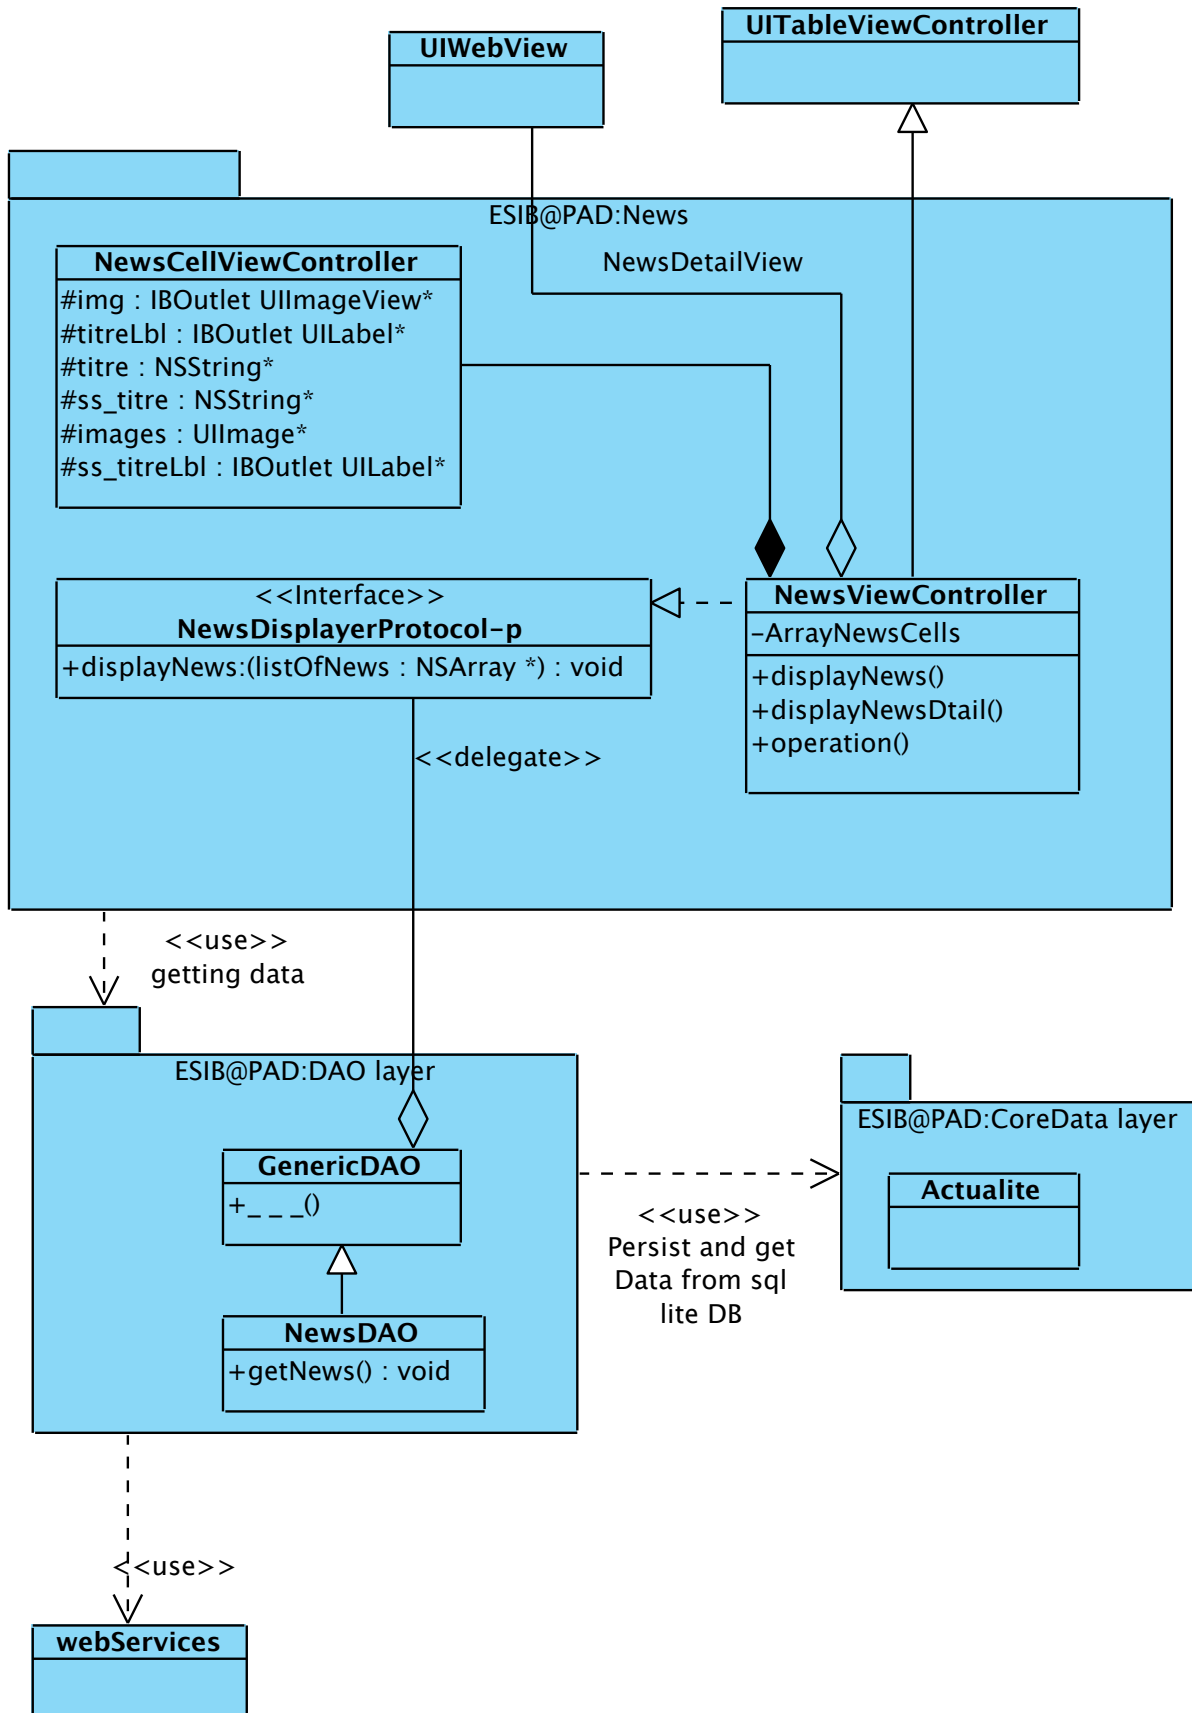 UIWebView
UITableViewController
ESIB@PAD:News
NewsCellViewController
#img : IBOutlet UIImageView*
#titreLbl : IBOutlet UILabel*
#titre : NSString*
#ss_titre : NSString*
#images : UIImage*
#ss_titreLbl : IBOutlet UILabel*
NewsDetailView
<<Interface>>
NewsDisplayerProtocol-p
+displayNews:(listOfNews : NSArray *) : void
NewsViewController
-ArrayNewsCells
+displayNews()
+displayNewsDtail()
+operation()
<<delegate>>
<<use>>
getting data
ESIB@PAD:DAO layer
GenericDAO
+_ _ _()
NewsDAO
+getNews() : void
<<use>>
Persist and get
Data from sql
lite DB
ESIB@PAD:CoreData layer
Actualite
<<use>>
webServices